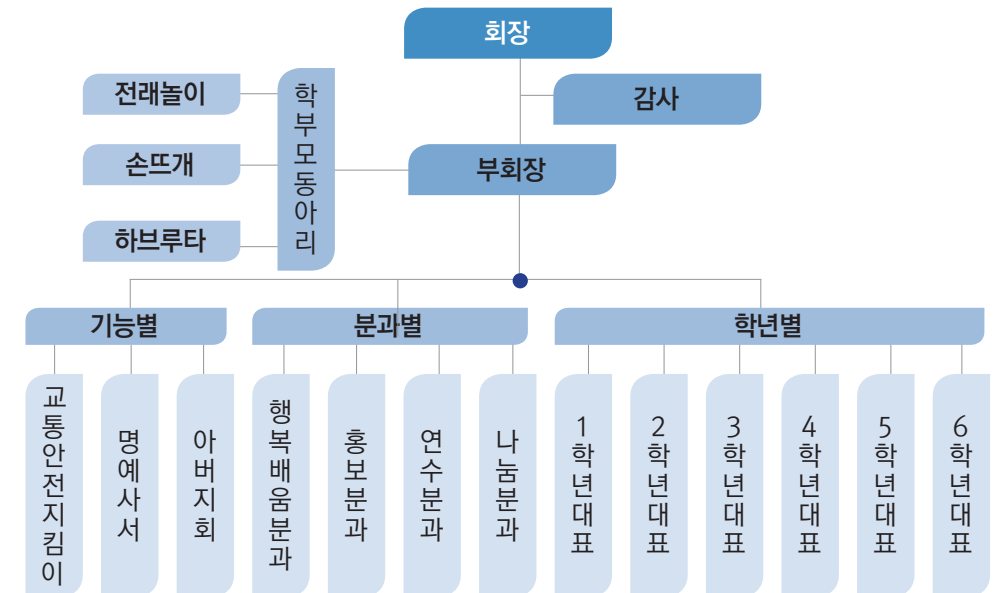 회장
감사
전래놀이
손뜨개
하브루타
학부모동아리
부회장
기능별
분과별
학년별
교통안전지킴이
명예사서
아버지회
행복배움분과
홍보분과
연수분과
나눔분과
1학년대표
2학년대표
3학년대표
4학년대표
5학년대표
6학년대표